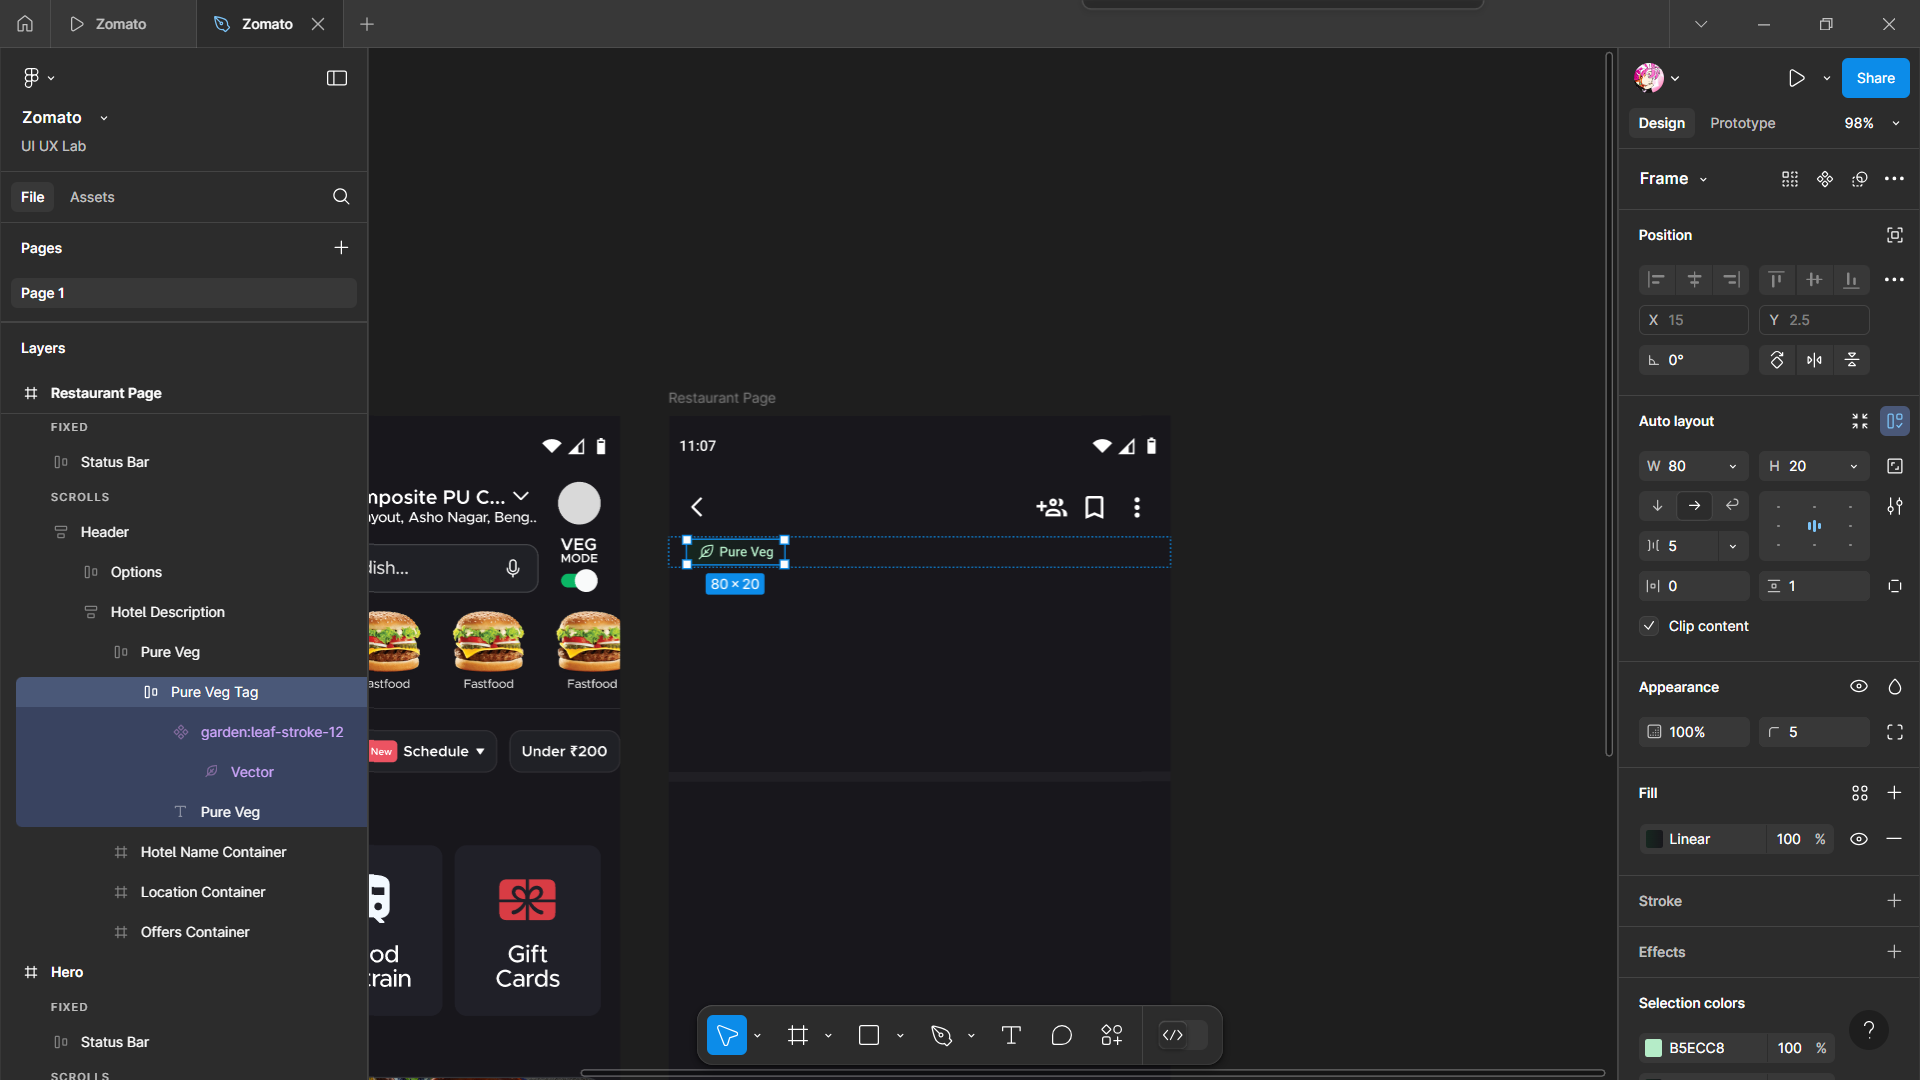 Zomato
Zomato
Zomato
UI UX Lab
File
Assets
Pages
Page 1
Layers
Restaurant Page
FIXED
Status Bar
SCROLLS
Header
Options
Hotel Description
Pure Veg
Pure Veg Tag
garden:leaf-stroke-12
Vector
Pure Veg
Hotel Name Container
Location Container
Offers Container
Hero
FIXED
Status Bar
SCROLLS
mposite PU C...
ayout, Asho Nagar, Beng..
VEG
MODE
dish...
astfood
Fastfood
Fastfood
New
Schedule
Under ₹200
od
rain
Gift
Cards
Restaurant Page
11:07
Pure Veg
80 × 20
Share
Design
Prototype
98%
Frame
Position
X 15
Y 2.5
0°
Auto layout
W 80
H 20
5
0
1
Clip content
Appearance
100%
5
Fill
Linear
100 %
Stroke
Effects
Selection colors
B5ECC8
100 %
?